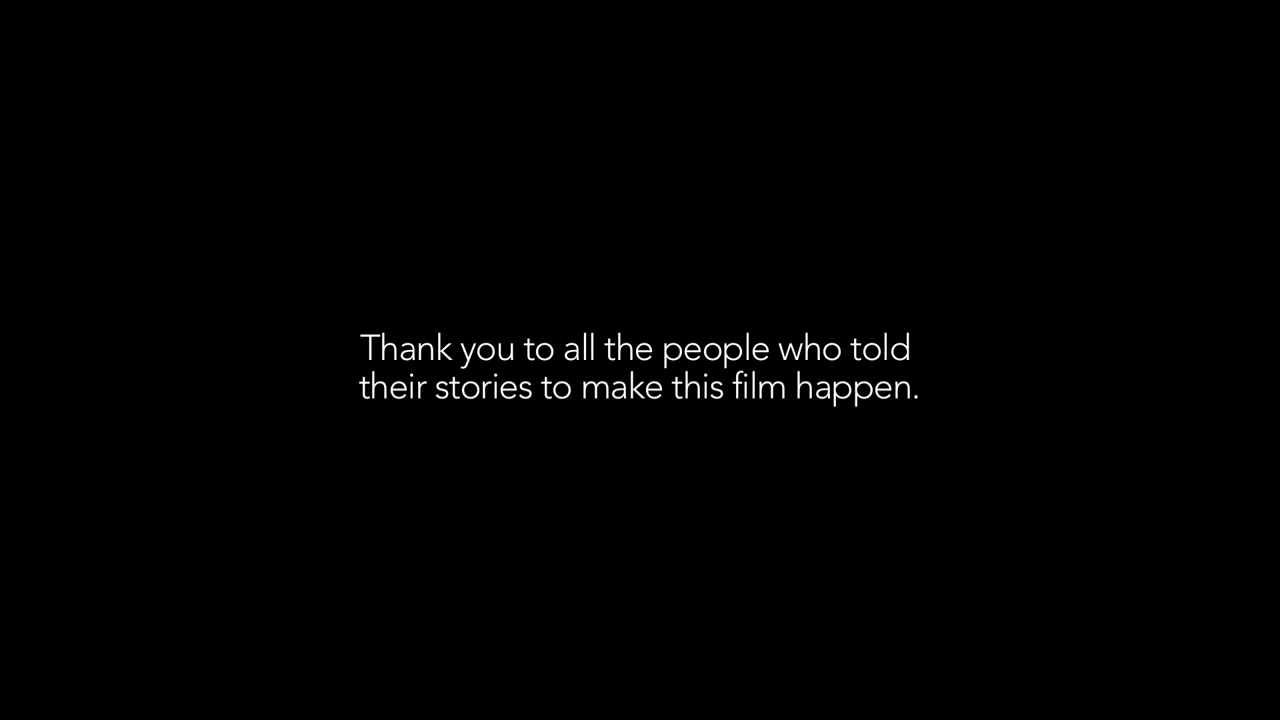 Thank you to all the people who told
their stories to make this film happen.